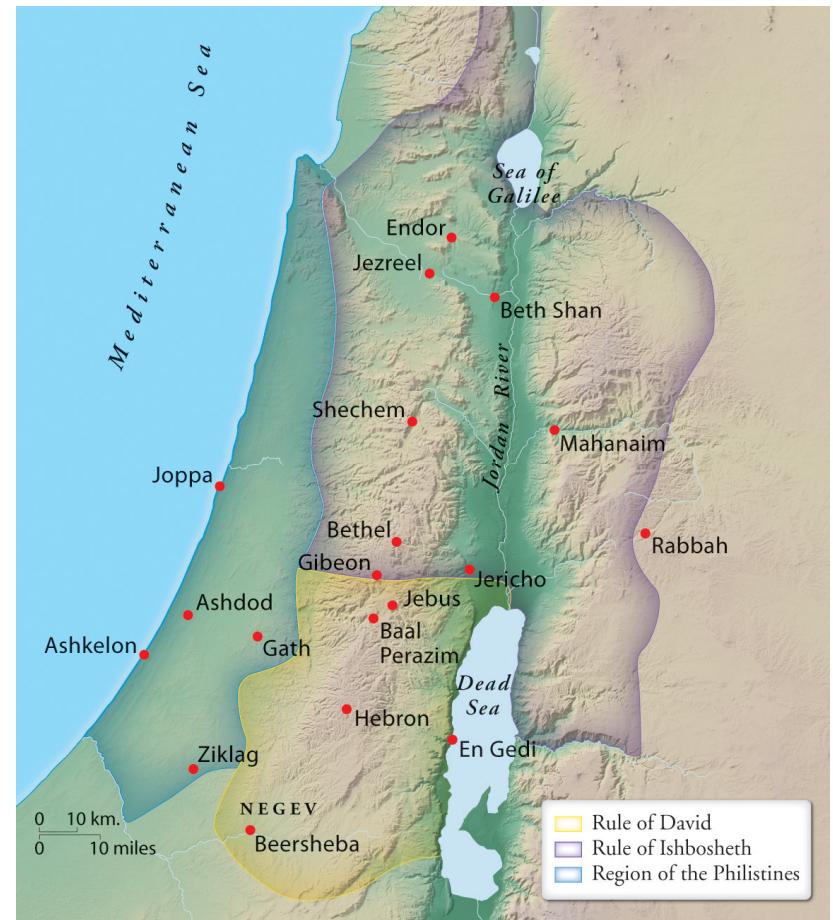 Mediterranean Sea
Sea of
Galilee
Endor
Jezreel
Beth Shan
Jordan River
Shechem
Mahanaim
Joppa
Bethel
Rabbah
Gibeon
Jericho
Jebus
Ashdod
Baal
Perazim
Gath
Ashkelon
Dead
Sea
Hebron
En Gedi
Ziklag
NEGEV
Beersheba
0 10 km.
0 10 miles
Rule of David
Rule of Ishbosheth
Region of the Philistines